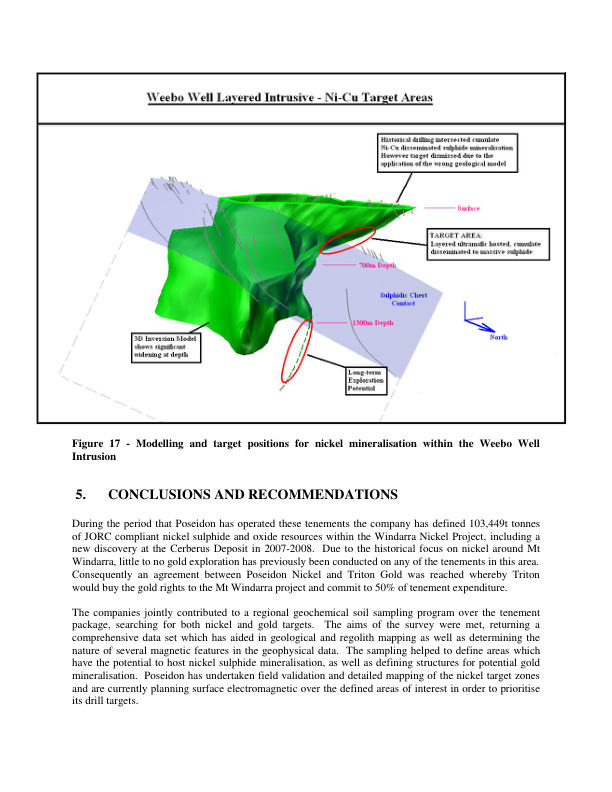 Weebo Well Layered Intrusive - Ni-Cu Target Areas
Historical drilling intersected cumulate
Ni-Cu disseminated sulphide mineralisation
However target dismissed due to the
application of the wrong geological model
Surface
TARGET AREA:
Layered ultramafic hosted, cumulate
disseminated to massive sulphide
700m Depth
Sulphidic Chert
Contact
1300m Depth
North
3D Inversion Model
shows significant
widening at depth
Long-term
Exploration
Potential
Figure 17 - Modelling and target positions for nickel mineralisation within the Weebo Well
Intrusion
5. CONCLUSIONS AND RECOMMENDATIONS
During the period that Poseidon has operated these tenements the company has defined 103,449t tonnes
of JORC compliant nickel sulphide and oxide resources within the Windarra Nickel Project, including a
new discovery at the Cerberus Deposit in 2007-2008. Due to the historical focus on nickel around Mt
Windarra, little to no gold exploration has previously been conducted on any of the tenements in this area.
Consequently an agreement between Poseidon Nickel and Triton Gold was reached whereby Triton
would buy the gold rights to the Mt Windarra project and commit to 50% of tenement expenditure.
The companies jointly contributed to a regional geochemical soil sampling program over the tenement
package, searching for both nickel and gold targets. The aims of the survey were met, returning a
comprehensive data set which has aided in geological and regolith mapping as well as determining the
nature of several magnetic features in the geophysical data. The sampling helped to define areas which
have the potential to host nickel sulphide mineralisation, as well as defining structures for potential gold
mineralisation. Poseidon has undertaken field validation and detailed mapping of the nickel target zones
and are currently planning surface electromagnetic over the defined areas of interest in order to prioritise
its drill targets.